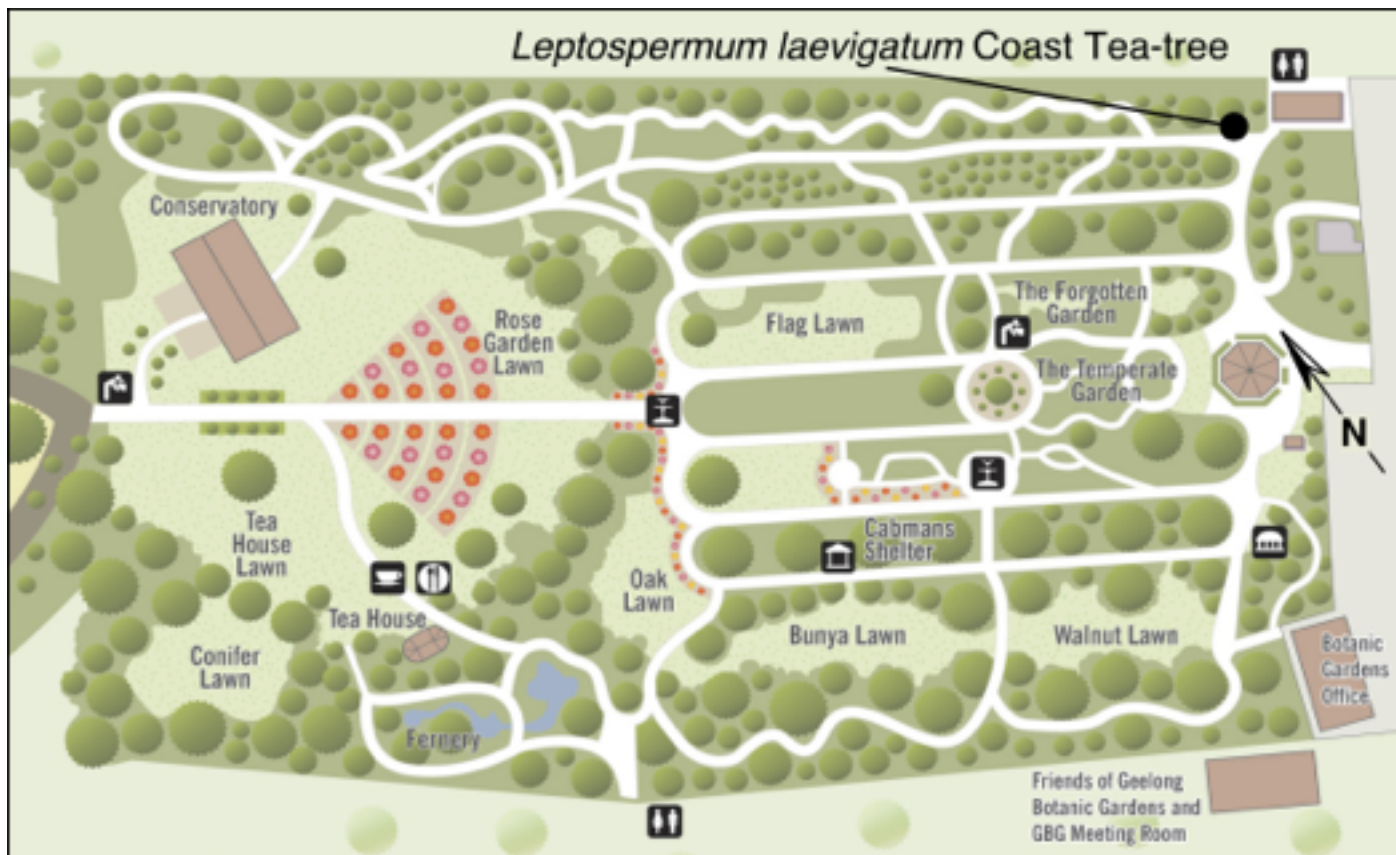 Leptospermum laevigatum Coast Tea-tree
Conservatory
Rose
Garden
Lawn
Flag Lawn
The Forgotten
Garden
The Temperate
Garden
N
Tea
House
Lawn
Cabmans
Shelter
Oak
Lawn
Tea House
Bunya Lawn
Walnut Lawn
Conifer
Lawn
Botanic
Gardens
Office
Fernery
Friends of Geelong
Botanic Gardens and
GBG Meeting Room